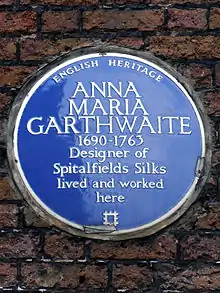 ENGLISH HERITAGE
ANNA
MARIA
GARTHWAITE
1690-1763
Designer of
Spitalfields Silks
lived and worked
here